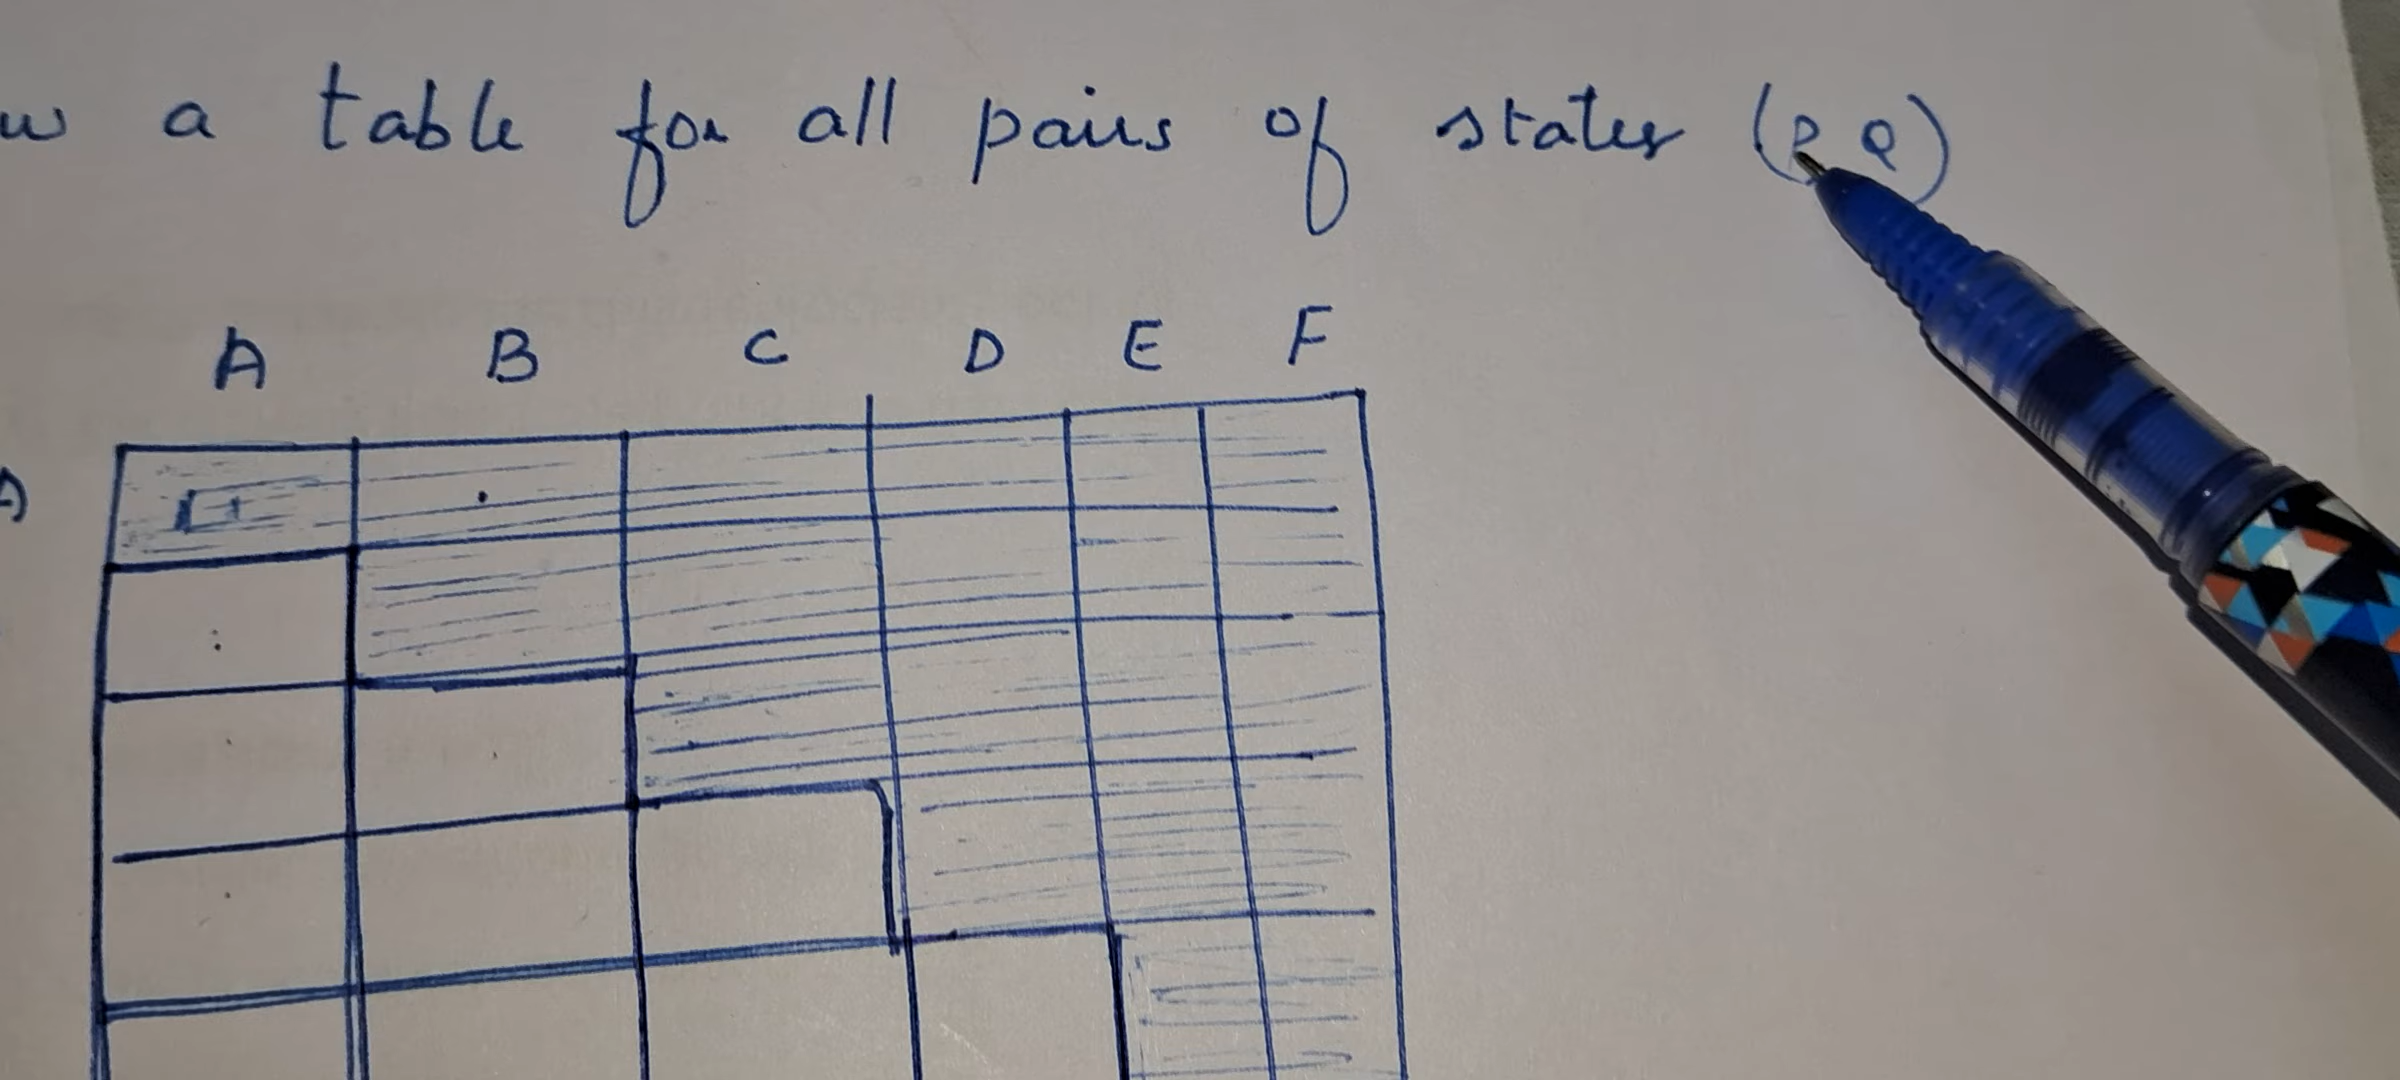 w a table for all pairs of states (P Q)
A B C D E F
A